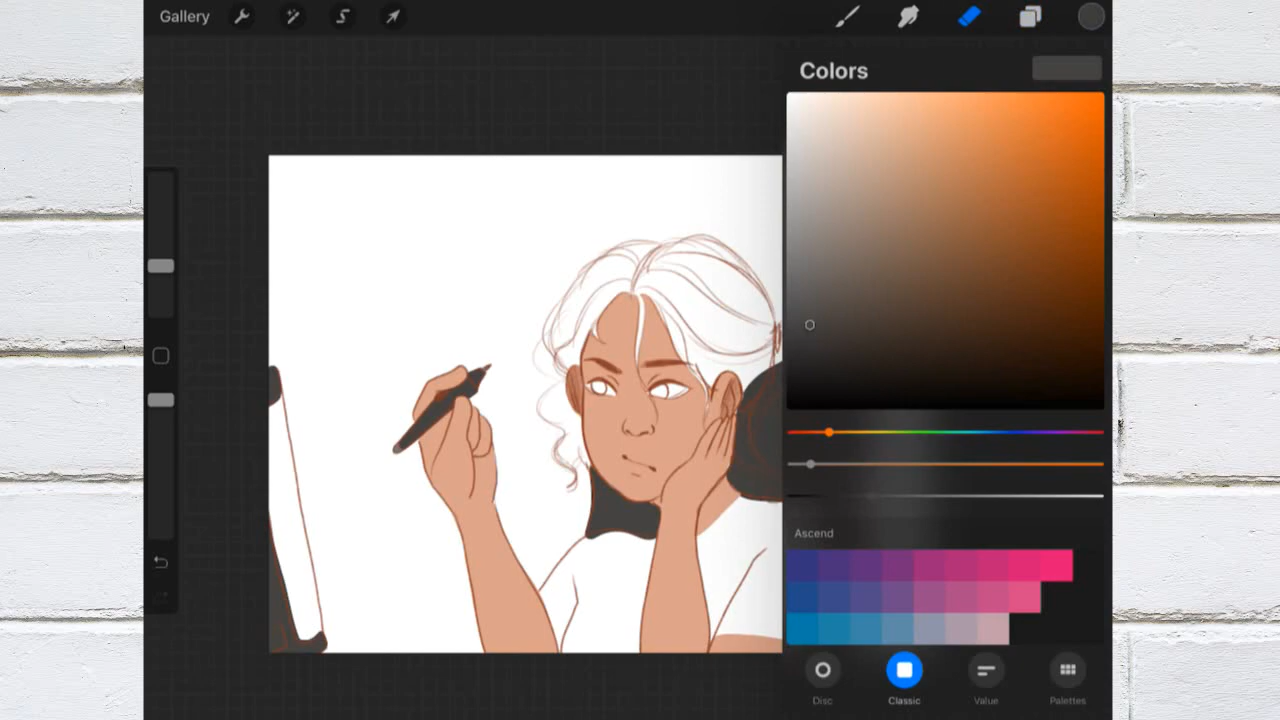 Gallery
Colors
Ascend
Disc
Classic
Value
Palettes